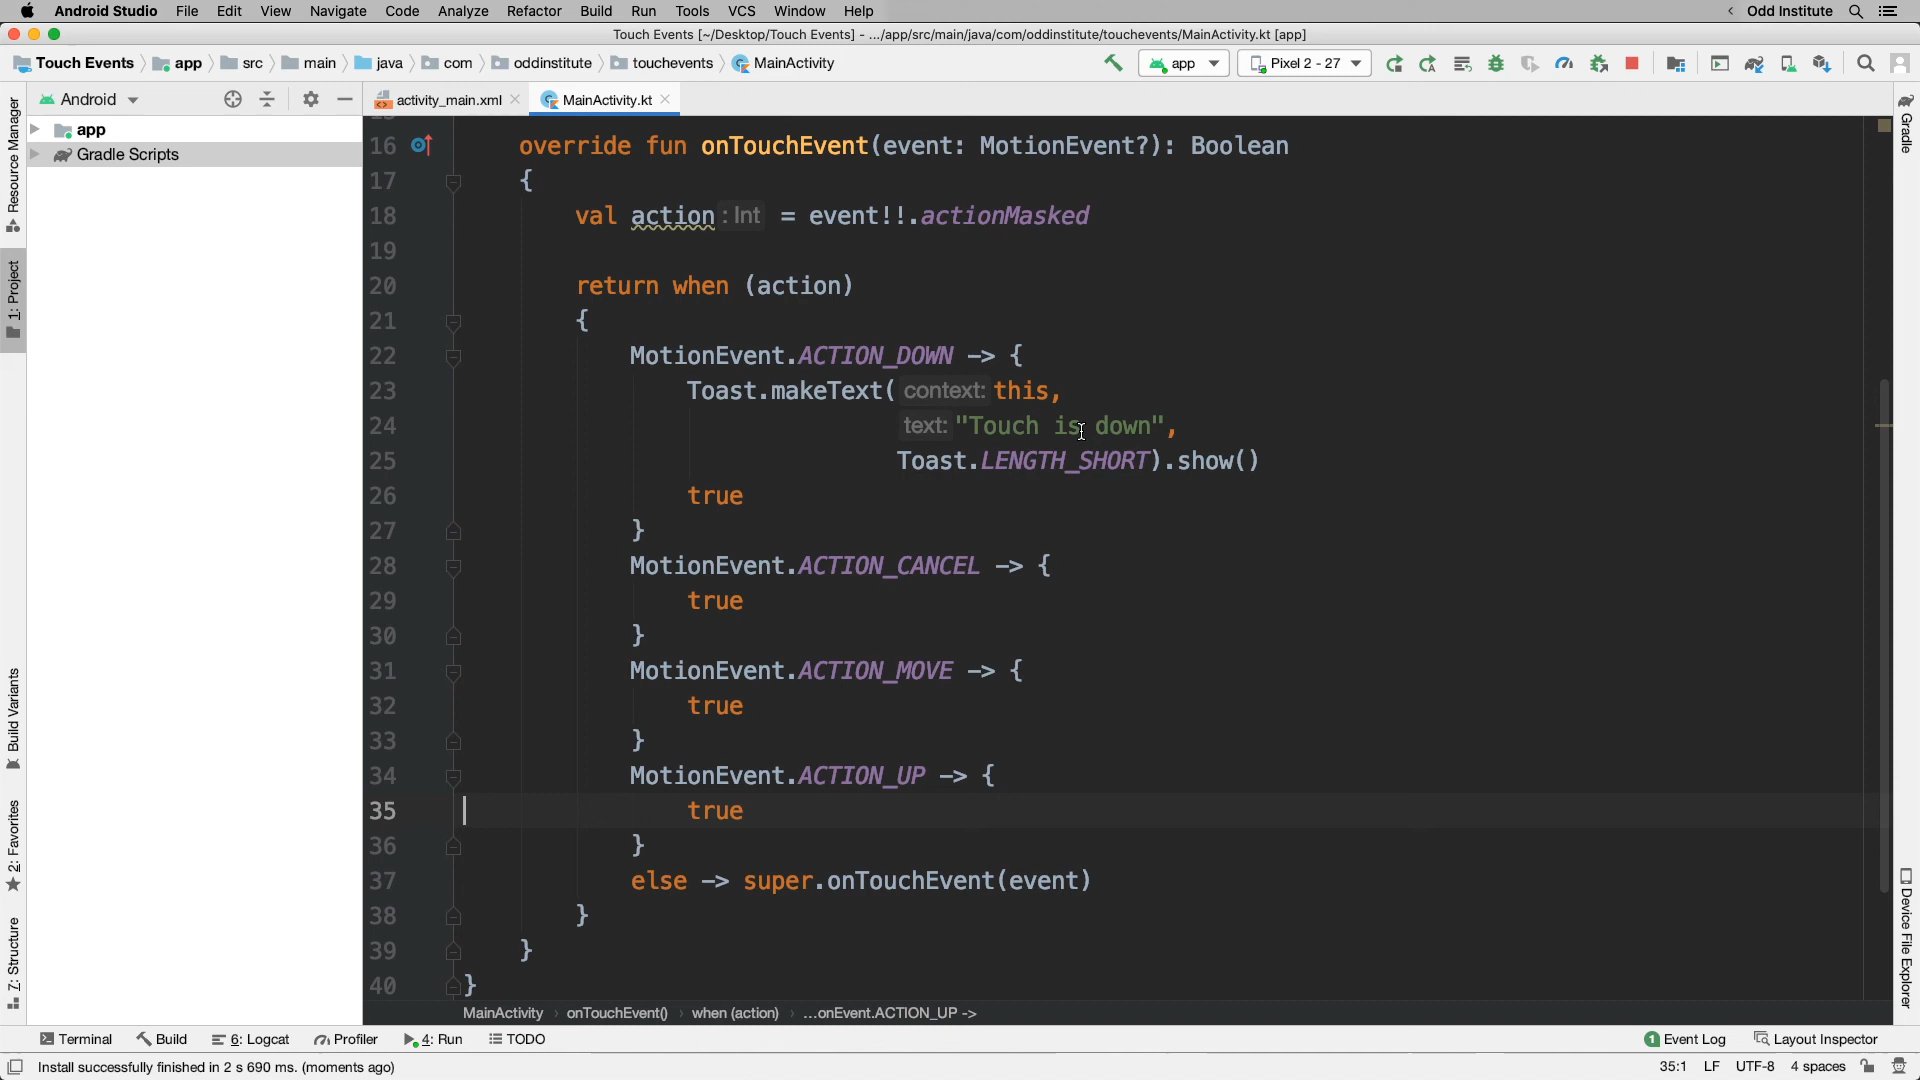 Android Studio File Edit View Navigate Code Analyze Refactor Build Run Tools VCS Window Help Odd Institute
Touch Events [~/Desktop/Touch Events] - .../app/src/main/java/com/oddinstitute/touchevents/MainActivity.kt [app]
Touch Events app src main java com oddinstitute touchevents MainActivity app Pixel 2 - 27
Android activity_main.xml MainActivity.kt
app
Gradle Scripts
Resource Manager
1: Project
Build Variants
2: Favorites
7: Structure
Gradle
Device File Explorer
16 override fun onTouchEvent(event: MotionEvent?): Boolean
17 {
18 val action : Int = event!!.actionMasked
19
20 return when (action)
21 {
22 MotionEvent.ACTION_DOWN -> {
23 Toast.makeText( context: this,
24 text: "Touch is down",
25 Toast.LENGTH_SHORT).show()
26 true
27 }
28 MotionEvent.ACTION_CANCEL -> {
29 true
30 }
31 MotionEvent.ACTION_MOVE -> {
32 true
33 }
34 MotionEvent.ACTION_UP -> {
35 true
36 }
37 else -> super.onTouchEvent(event)
38 }
39 }
40 }
MainActivity onTouchEvent() when (action) ...onEvent.ACTION_UP ->
Terminal Build 6: Logcat Profiler 4: Run TODO 1 Event Log Layout Inspector
Install successfully finished in 2 s 690 ms. (moments ago) 35:1 LF UTF-8 4 spaces